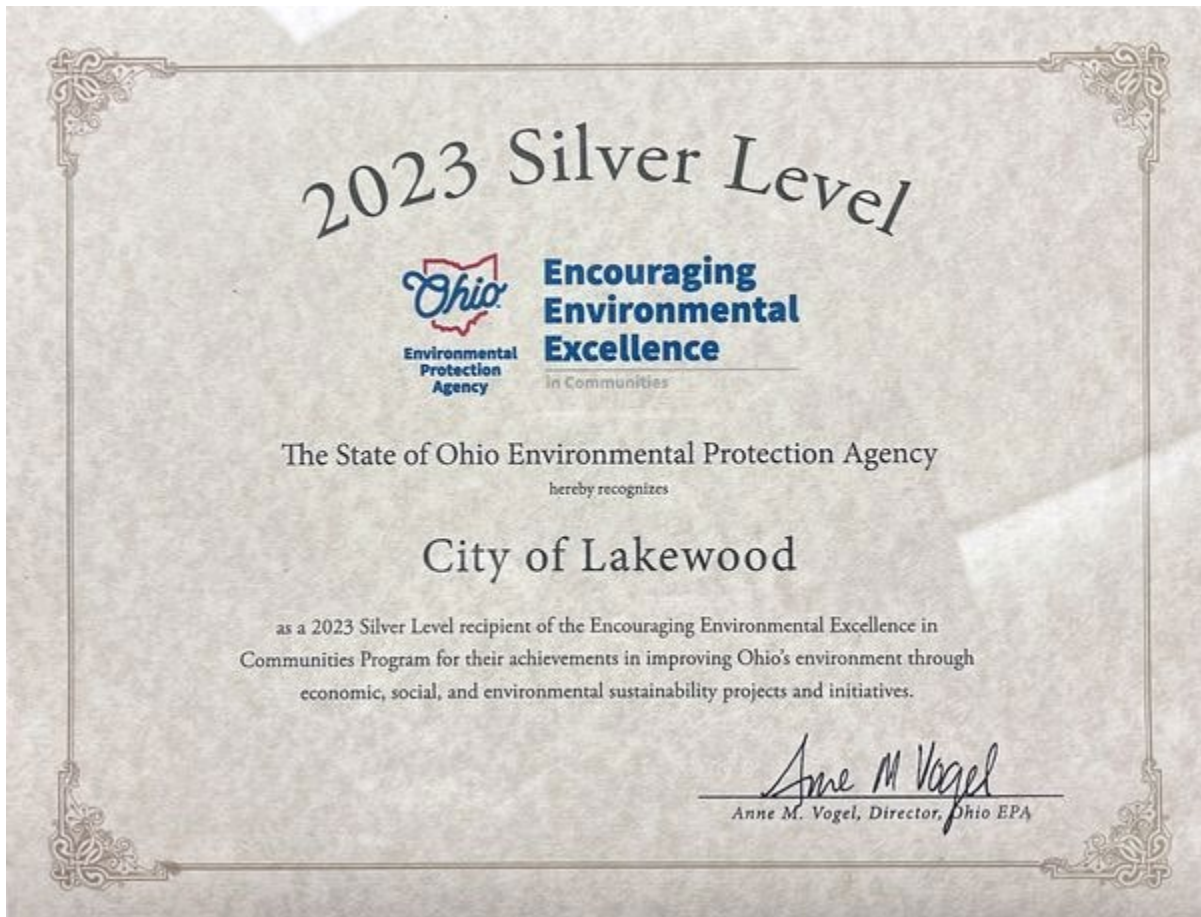 2023 Silver Level
Ohio
Environmental
Protection
Agency
Encouraging
Environmental
Excellence
in Communities
The State of Ohio Environmental Protection Agency
hereby recognizes
City of Lakewood
as a 2023 Silver Level recipient of the Encouraging Environmental Excellence in
Communities Program for their achievements in improving Ohio's environment through
economic, social, and environmental sustainability projects and initiatives.
Anne M Vogel
Anne M. Vogel, Director, Ohio EPA